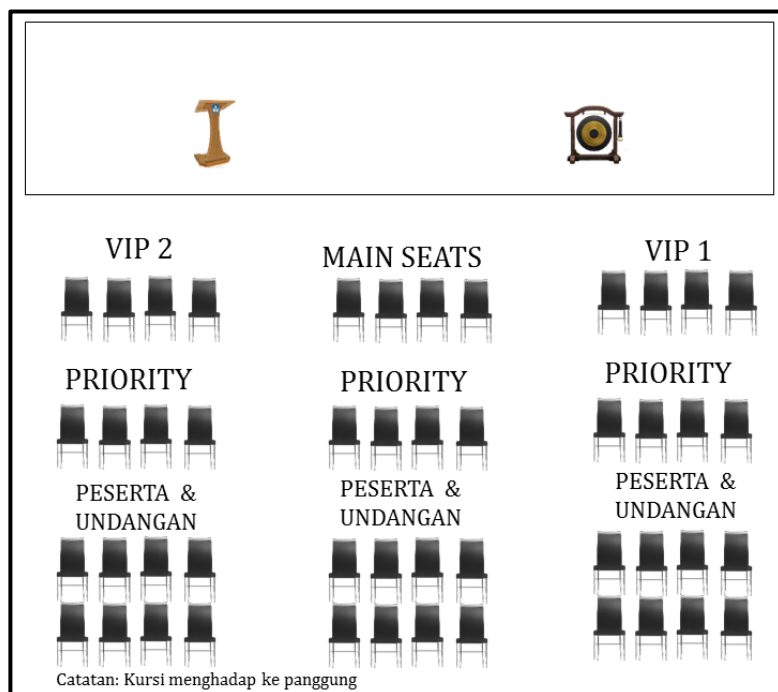 VIP 2
MAIN SEATS
VIP 1
PRIORITY
PRIORITY
PRIORITY
PESERTA &
UNDANGAN
PESERTA &
UNDANGAN
PESERTA &
UNDANGAN
Catatan: Kursi menghadap ke panggung